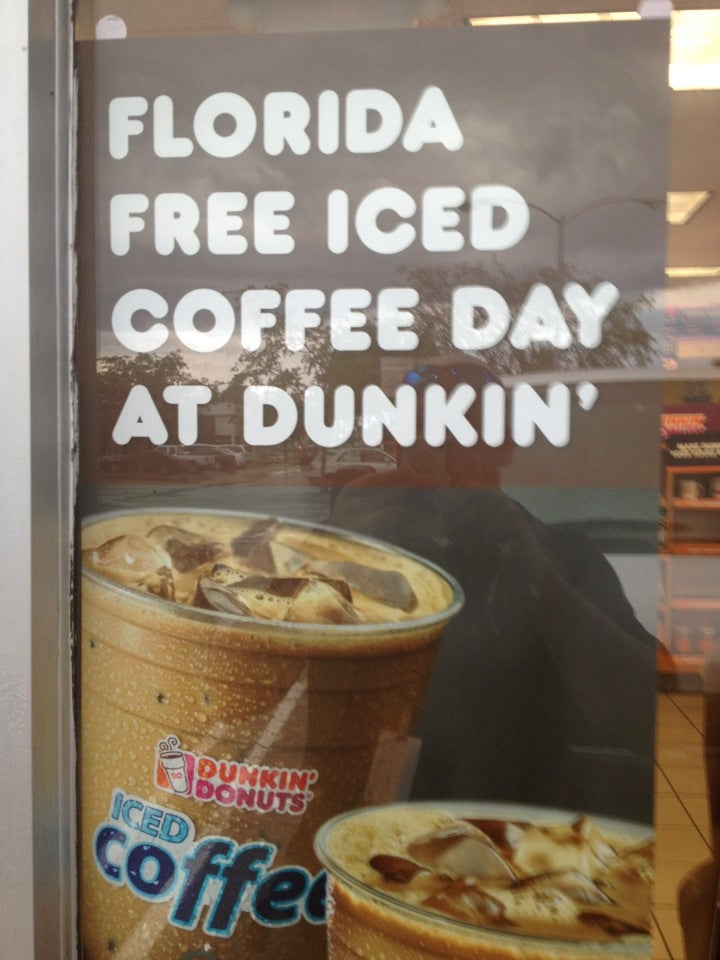 FLORIDA
FREE ICED
COFFEE DAY
AT DUNKIN'
DUNKIN'
DONUTS
ICED
coffee